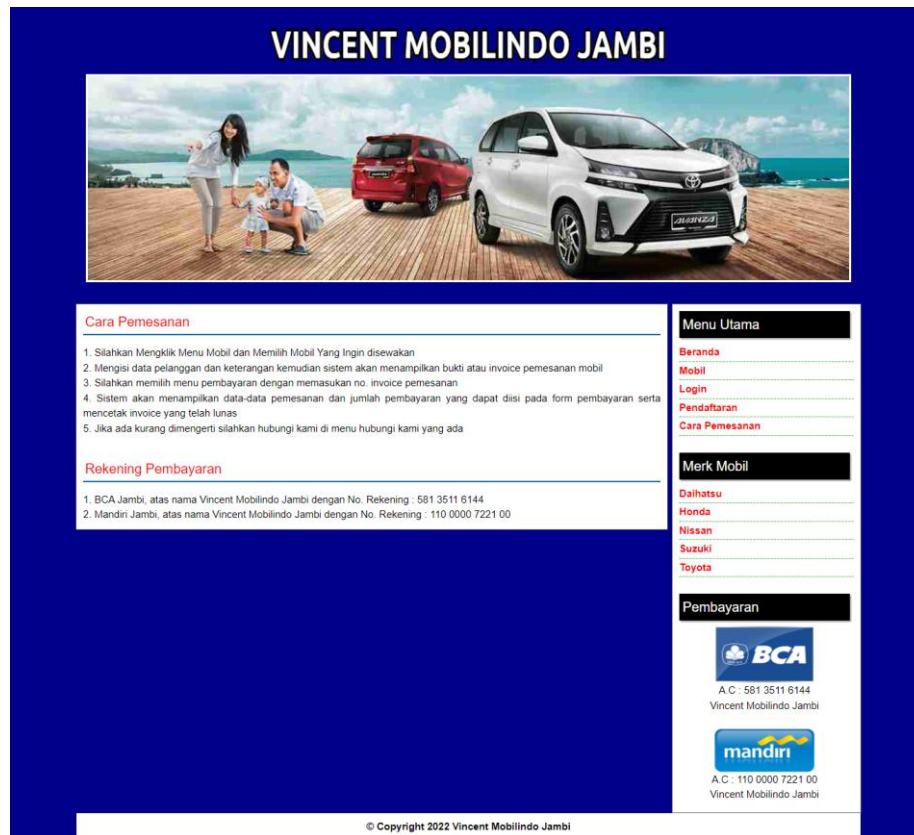 VINCENT MOBILINDO JAMBI
AVANZA
Cara Pemesanan
1. Silahkan Mengklik Menu Mobil dan Memilih Mobil Yang Ingin disewakan
2. Mengisi data pelanggan dan keterangan kemudian sistem akan menampilkan bukti atau invoice pemesanan mobil
3. Silahkan memilih menu pembayaran dengan memasukan no. invoice pemesanan
4. Sistem akan menampilkan data-data pemesanan dan jumlah pembayaran yang dapat diisi pada form pembayaran serta
mencetak invoice yang telah lunas
5. Jika ada kurang dimengerti silahkan hubungi kami di menu hubungi kami yang ada
Rekening Pembayaran
1. BCA Jambi, atas nama Vincent Mobilindo Jambi dengan No. Rekening : 581 3511 6144
2. Mandiri Jambi, atas nama Vincent Mobilindo Jambi dengan No. Rekening : 110 0000 7221 00
Menu Utama
Beranda
Mobil
Login
Pendaftaran
Cara Pemesanan
Merk Mobil
Daihatsu
Honda
Nissan
Suzuki
Toyota
Pembayaran
BCA
A.C : 581 3511 6144
Vincent Mobilindo Jambi
mandiri
A.C : 110 0000 7221 00
Vincent Mobilindo Jambi
© Copyright 2022 Vincent Mobilindo Jambi